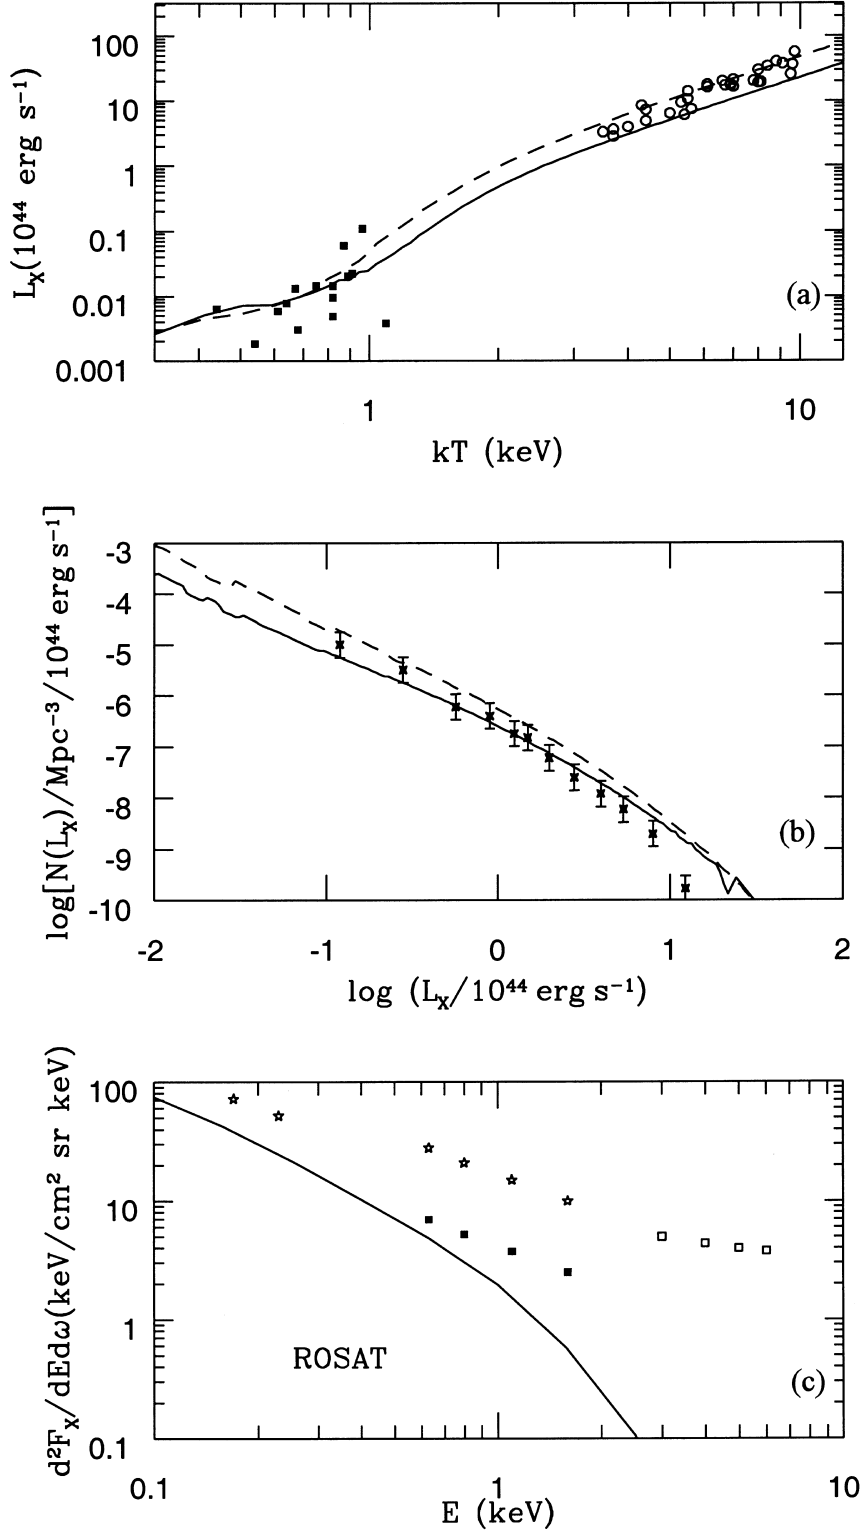 100
10
1
0.1
0.01
0.001
L_X(10^44 erg s^−1)
(a)
1 10
kT (keV)
-3
-4
-5
-6
-7
-8
-9
-10
log[N(L_X)/Mpc^−3/10^44 erg s^−1]
(b)
-2 -1 0 1 2
log (L_X/10^44 erg s^−1)
100
10
1
0.1
d²F_X/dEdω(keV/cm² sr keV)
ROSAT
(c)
0.1 1 10
E (keV)